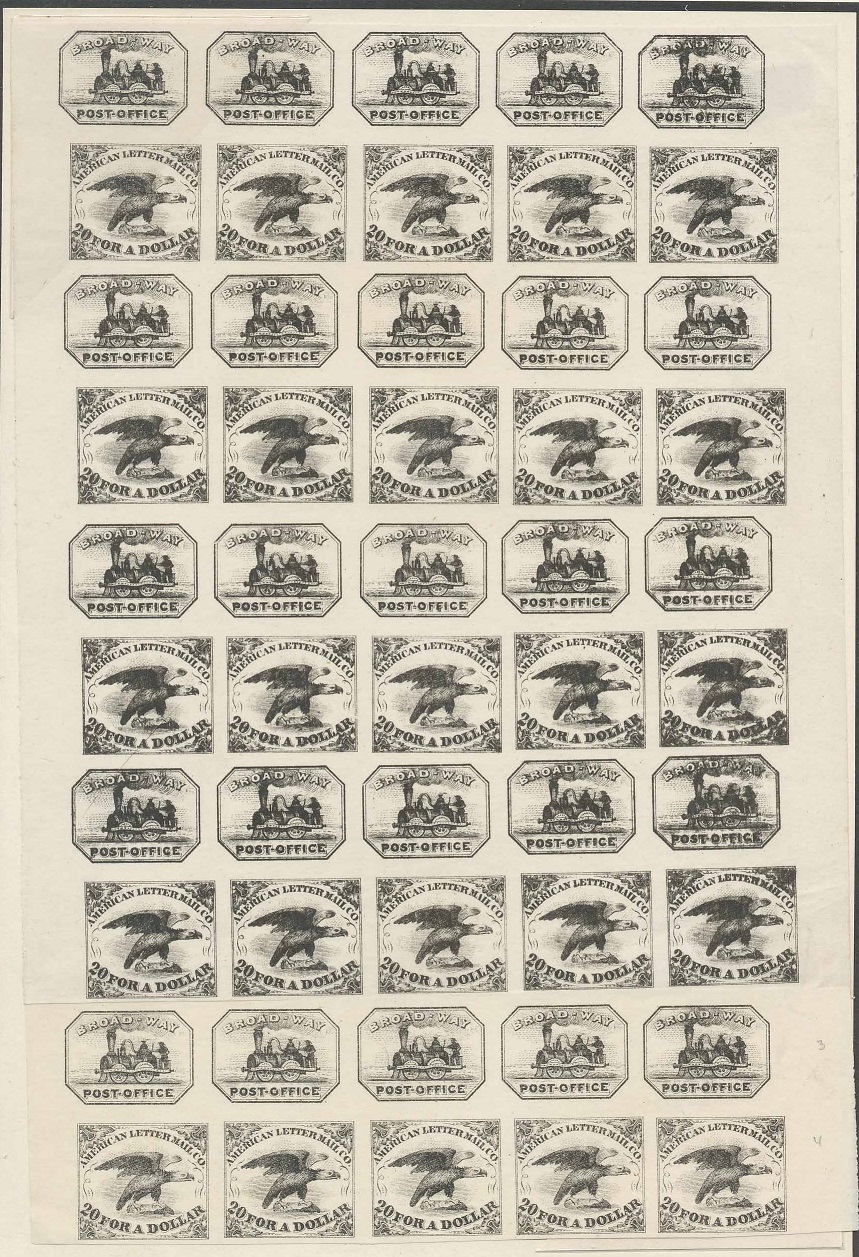 BROAD-WAY BROAD-WAY BROAD-WAY BROAD-WAY BROAD-WAY
POST-OFFICE POST-OFFICE POST-OFFICE POST-OFFICE POST-OFFICE
AMERICAN LETTER MAIL CO. AMERICAN LETTER MAIL CO. AMERICAN LETTER MAIL CO. AMERICAN LETTER MAIL CO. AMERICAN LETTER MAIL CO.
20 FOR A DOLLAR 20 FOR A DOLLAR 20 FOR A DOLLAR 20 FOR A DOLLAR 20 FOR A DOLLAR
BROAD-WAY BROAD-WAY BROAD-WAY BROAD-WAY BROAD-WAY
POST-OFFICE POST-OFFICE POST-OFFICE POST-OFFICE POST-OFFICE
AMERICAN LETTER MAIL CO. AMERICAN LETTER MAIL CO. AMERICAN LETTER MAIL CO. AMERICAN LETTER MAIL CO. AMERICAN LETTER MAIL CO.
20 FOR A DOLLAR 20 FOR A DOLLAR 20 FOR A DOLLAR 20 FOR A DOLLAR 20 FOR A DOLLAR
BROAD-WAY BROAD-WAY BROAD-WAY BROAD-WAY BROAD-WAY
POST-OFFICE POST-OFFICE POST-OFFICE POST-OFFICE POST-OFFICE
AMERICAN LETTER MAIL CO. AMERICAN LETTER MAIL CO. AMERICAN LETTER MAIL CO. AMERICAN LETTER MAIL CO. AMERICAN LETTER MAIL CO.
20 FOR A DOLLAR 20 FOR A DOLLAR 20 FOR A DOLLAR 20 FOR A DOLLAR 20 FOR A DOLLAR
BROAD-WAY BROAD-WAY BROAD-WAY BROAD-WAY BROAD-WAY
POST-OFFICE POST-OFFICE POST-OFFICE POST-OFFICE POST-OFFICE
AMERICAN LETTER MAIL CO. AMERICAN LETTER MAIL CO. AMERICAN LETTER MAIL CO. AMERICAN LETTER MAIL CO. AMERICAN LETTER MAIL CO.
20 FOR A DOLLAR 20 FOR A DOLLAR 20 FOR A DOLLAR 20 FOR A DOLLAR 20 FOR A DOLLAR
BROAD-WAY BROAD-WAY BROAD-WAY BROAD-WAY BROAD-WAY
3
POST-OFFICE POST-OFFICE POST-OFFICE POST-OFFICE POST-OFFICE
AMERICAN LETTER MAIL CO. AMERICAN LETTER MAIL CO. AMERICAN LETTER MAIL CO. AMERICAN LETTER MAIL CO. AMERICAN LETTER MAIL CO.
4
20 FOR A DOLLAR 20 FOR A DOLLAR 20 FOR A DOLLAR 20 FOR A DOLLAR 20 FOR A DOLLAR